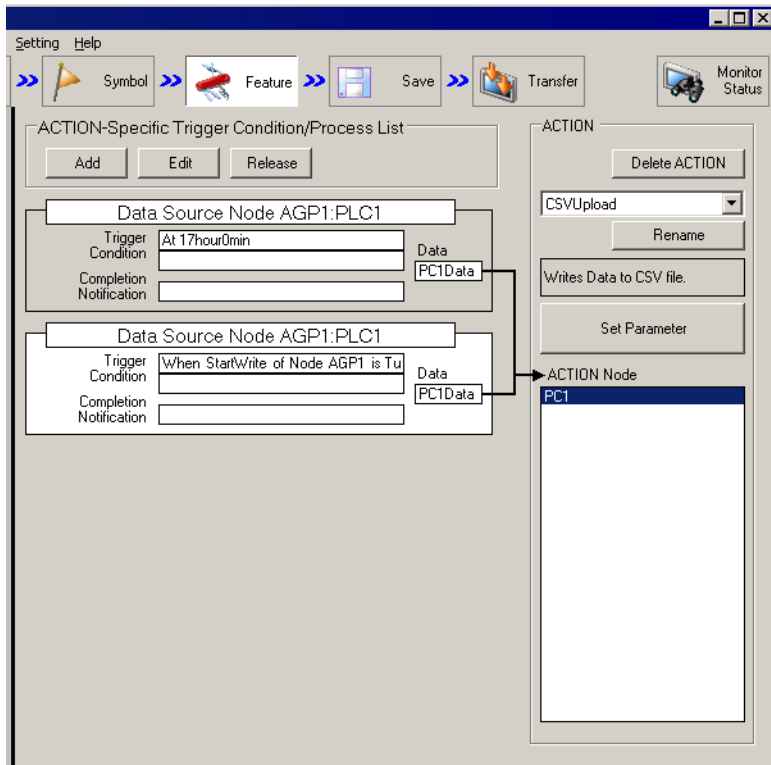 Setting Help
Symbol Feature Save Transfer Monitor Status
ACTION-Specific Trigger Condition/Process List
Add Edit Release
Data Source Node AGP1:PLC1
Trigger Condition
At 17hour0min
Data
PC1Data
Completion Notification
Data Source Node AGP1:PLC1
Trigger Condition
When StartWrite of Node AGP1 is Tu
Data
PC1Data
Completion Notification
ACTION
Delete ACTION
CSVUpload
Rename
Writes Data to CSV file.
Set Parameter
ACTION Node
PC1